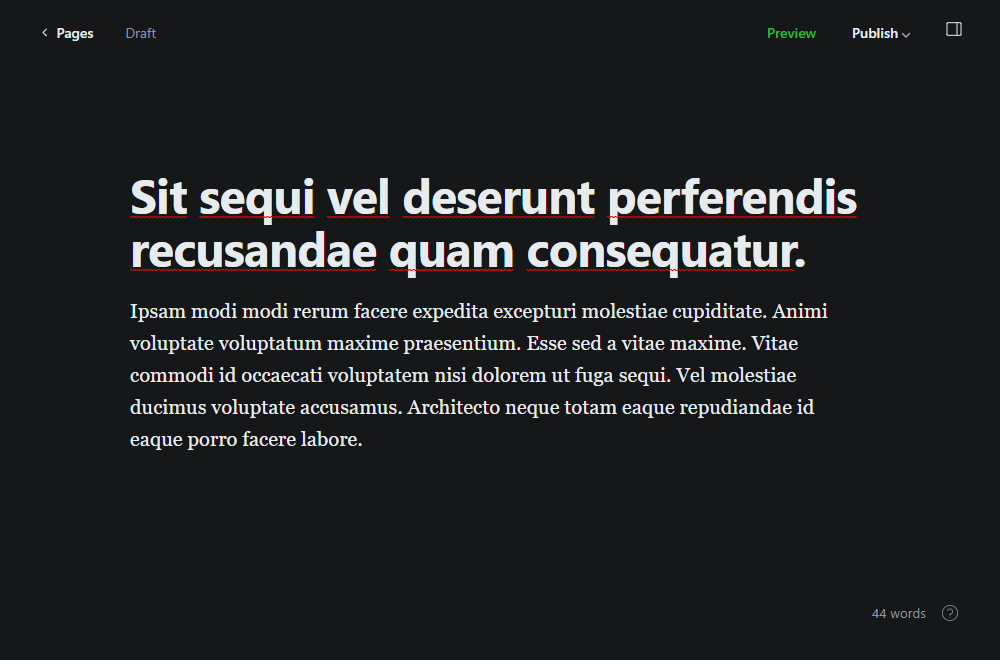 Pages
Draft
Preview
Publish
Sit sequi vel deserunt perferendis
recusandae quam consequatur.
Ipsam modi modi rerum facere expedita excepturi molestiae cupiditate. Animi
voluptate voluptatum maxime praesentium. Esse sed a vitae maxime. Vitae
commodi id occaecati voluptatem nisi dolorem ut fuga sequi. Vel molestiae
ducimus voluptate accusamus. Architecto neque totam eaque repudiandae id
eaque porro facere labore.
44 words
?